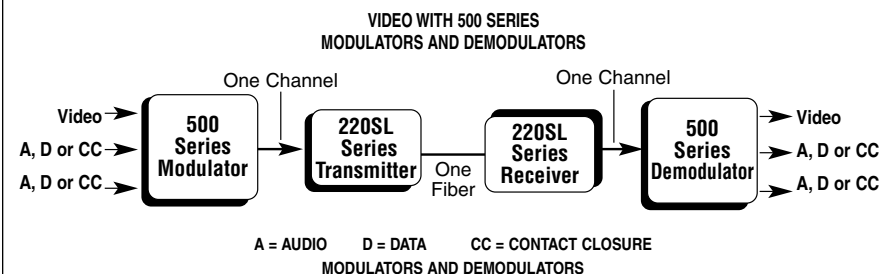 VIDEO WITH 500 SERIES
MODULATORS AND DEMODULATORS
One Channel
One Channel
Video
A, D or CC
A, D or CC
500
Series
Modulator
220SL
Series
Transmitter
One
Fiber
220SL
Series
Receiver
500
Series
Demodulator
Video
A, D or CC
A, D or CC
A = AUDIO D = DATA CC = CONTACT CLOSURE
MODULATORS AND DEMODULATORS